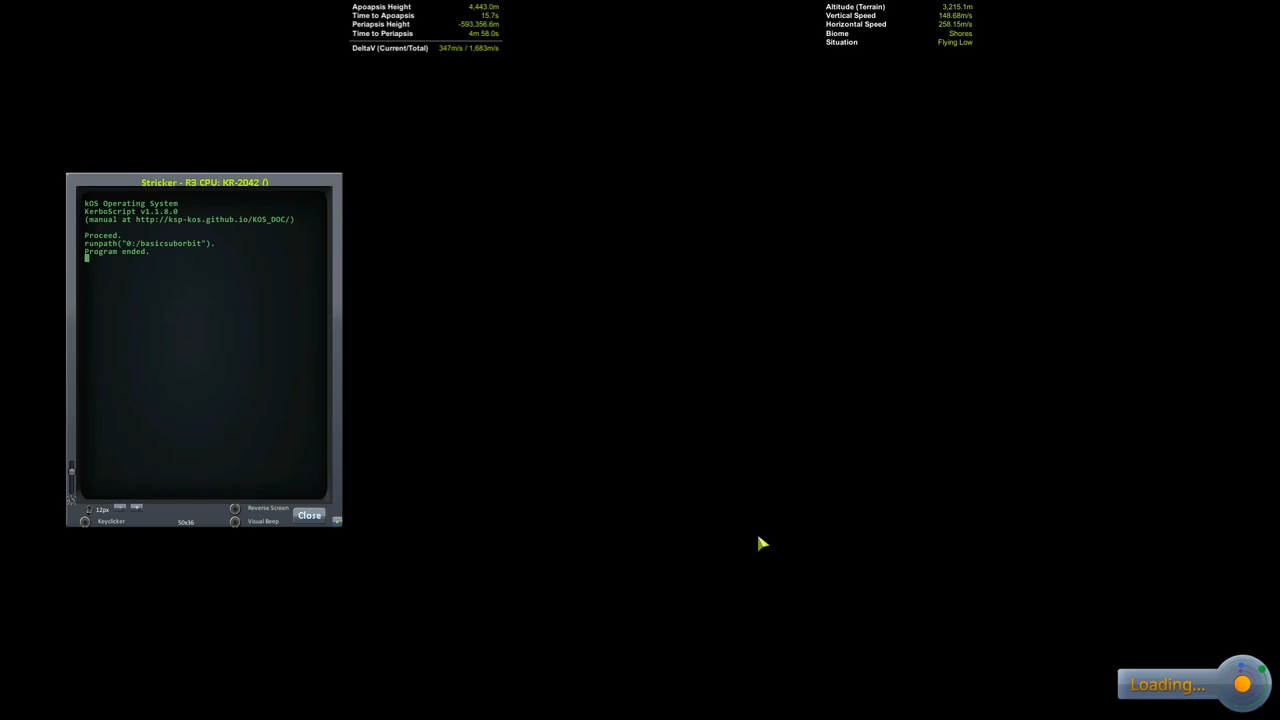 Apoapsis Height 4,443.0m
Time to Apoapsis 15.7s
Periapsis Height -593,356.6m
Time to Periapsis 4m 58.0s
DeltaV (Current/Total) 347m/s / 1,683m/s
Altitude (Terrain) 3,215.1m
Vertical Speed 148.68m/s
Horizontal Speed 258.15m/s
Biome Shores
Situation Flying Low
Stricker - R3 CPU: KR-2042 ()
kOS Operating System
KerboScript v1.1.8.0
(manual at http://ksp-kos.github.io/KOS_DOC/)
Proceed.
runpath("0:/basicsuborbit").
Program ended.
12px
Reverse Screen
Close
Keyclicker
50x36
Visual Beep
Loading...